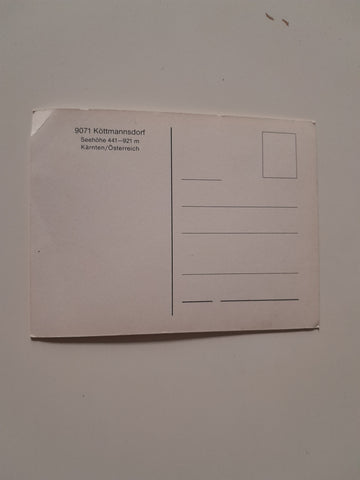 9071 Köttmannsdorf
Seehöhe 441—921 m
Kärnten/Österreich